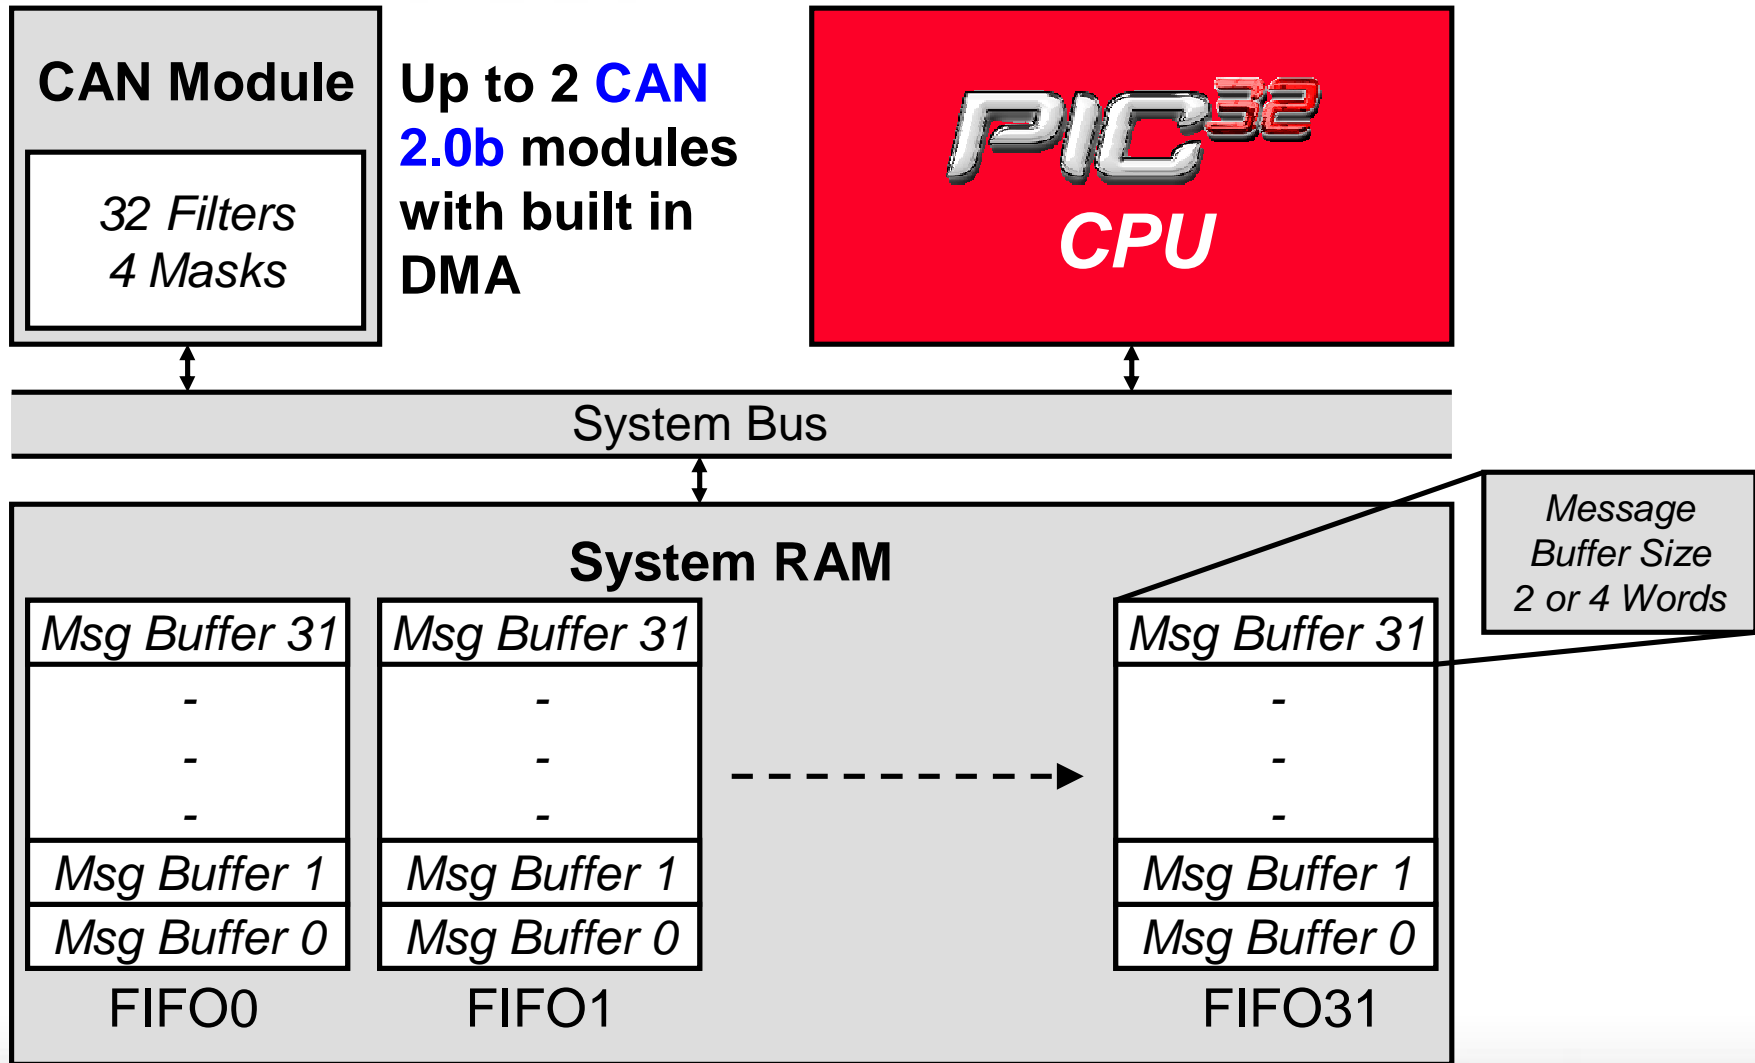 CAN Module
32 Filters
4 Masks
Up to 2 CAN
2.0b modules
with built in
DMA
PIC32
CPU
System Bus
Message
Buffer Size
2 or 4 Words
System RAM
Msg Buffer 31
-
-
-
Msg Buffer 1
Msg Buffer 0
FIFO0
Msg Buffer 31
-
-
-
Msg Buffer 1
Msg Buffer 0
FIFO1
Msg Buffer 31
-
-
-
Msg Buffer 1
Msg Buffer 0
FIFO31